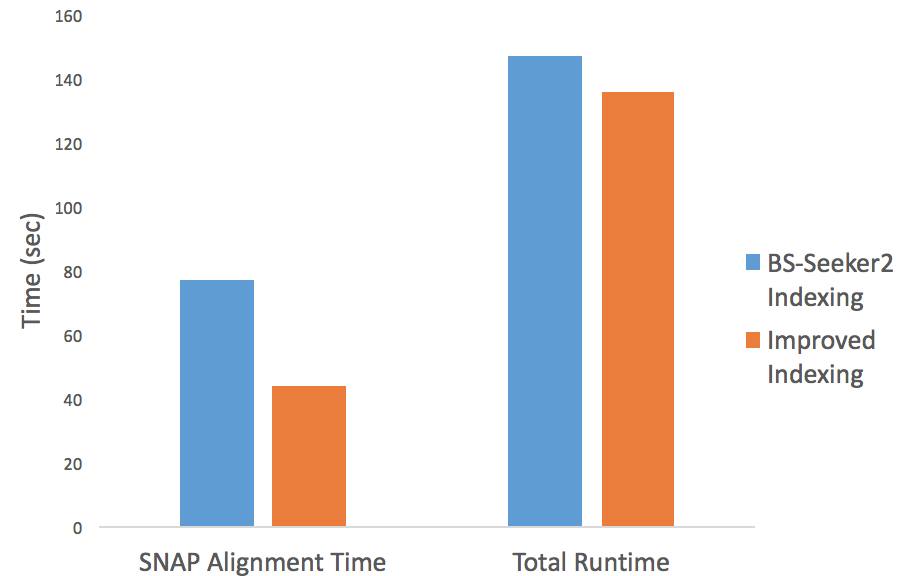 160
140
120
100
80
60
40
20
0
Time (sec)
SNAP Alignment Time
Total Runtime
BS-Seeker2
Indexing
Improved
Indexing